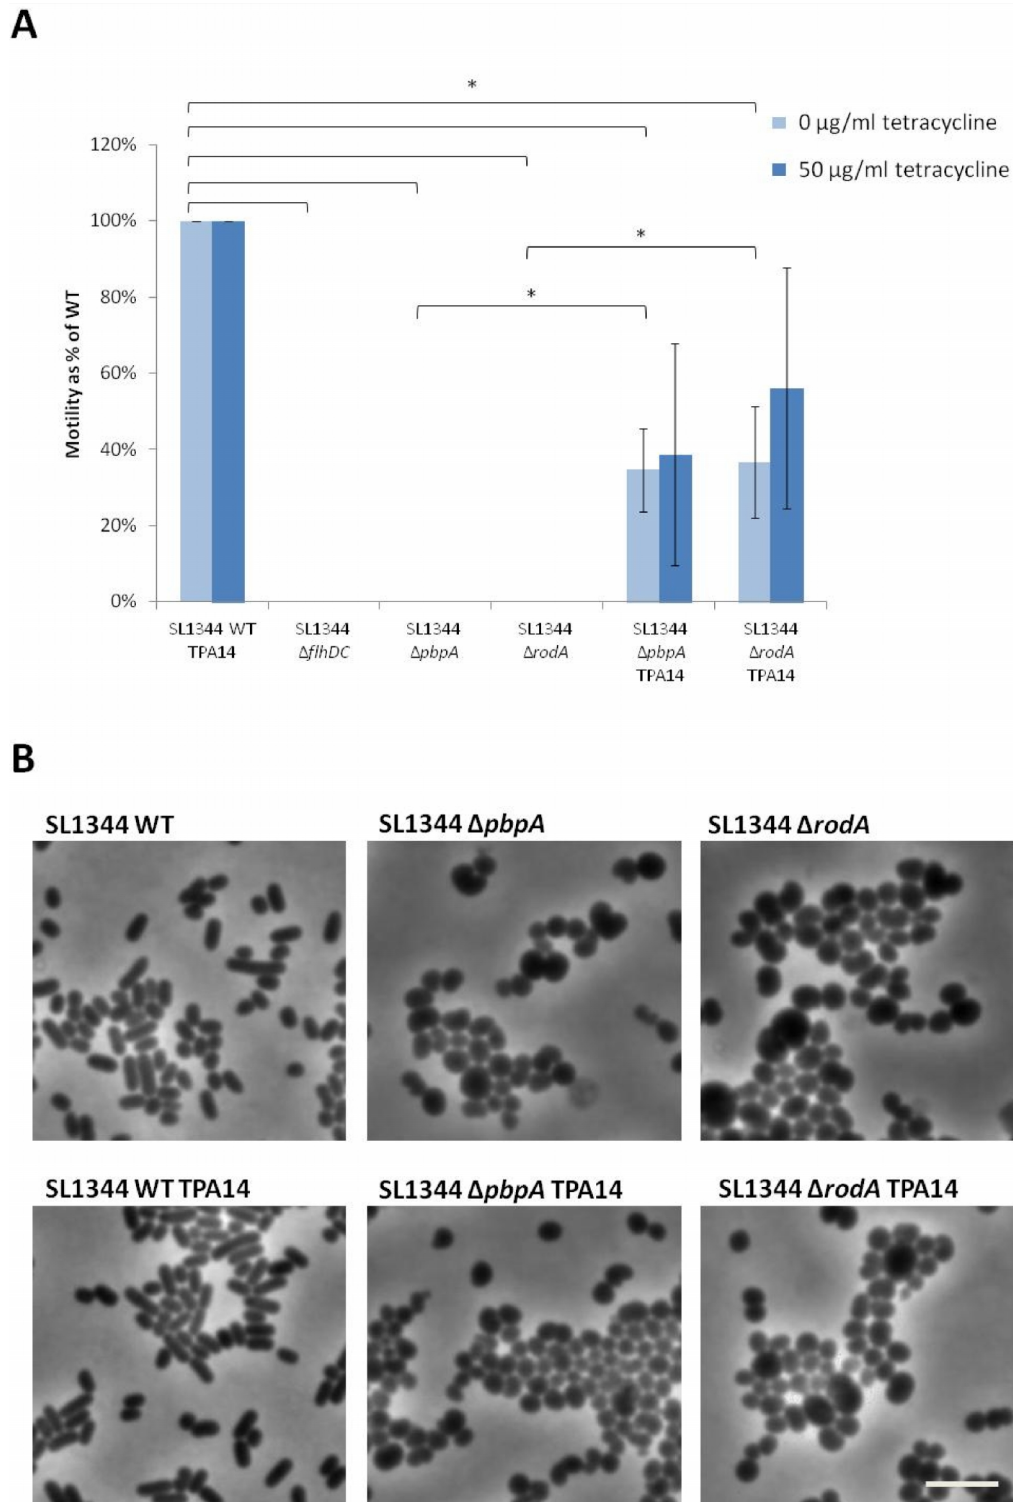 A
*
0 µg/ml tetracycline
50 µg/ml tetracycline
120%
100%
80%
60%
40%
20%
0%
*
*
Motility as % of WT
SL1344 WT
TPA14
SL1344
ΔflhDC
SL1344
ΔpbpA
SL1344
ΔrodA
SL1344
ΔpbpA
TPA14
SL1344
ΔrodA
TPA14
B
SL1344 WT
SL1344 ΔpbpA
SL1344 ΔrodA
SL1344 WT TPA14
SL1344 ΔpbpA TPA14
SL1344 ΔrodA TPA14